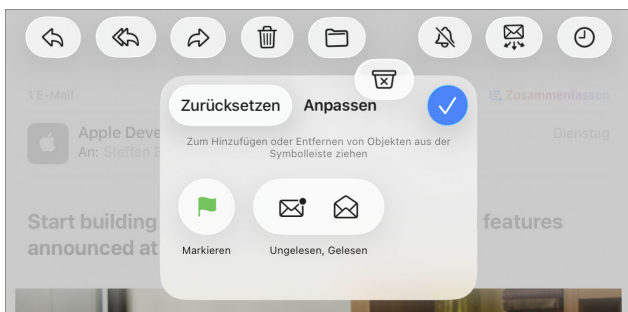 1 E-Mail
Zurücksetzen
Anpassen
Zusammenfassen
Apple Deve
An: Steffen
Dienstag
Zum Hinzufügen oder Entfernen von Objekten aus der
Symbolleiste ziehen
Start building
features
announced at
Markieren
Ungelesen, Gelesen